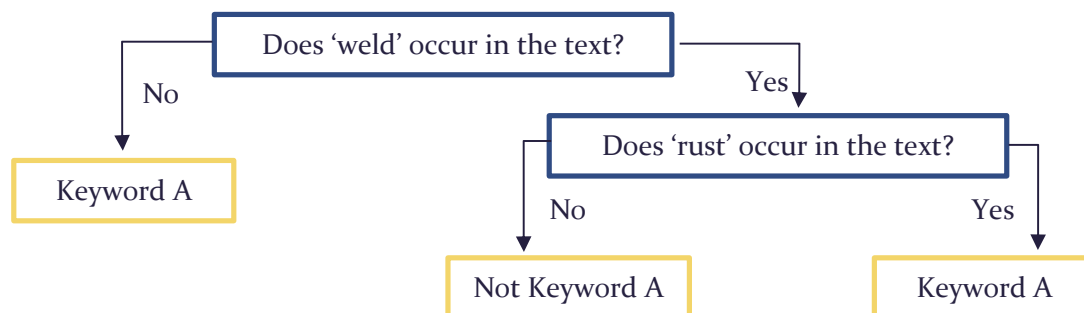 Does ‘weld’ occur in the text?
No
Yes
Does ‘rust’ occur in the text?
Keyword A
No
Yes
Not Keyword A
Keyword A